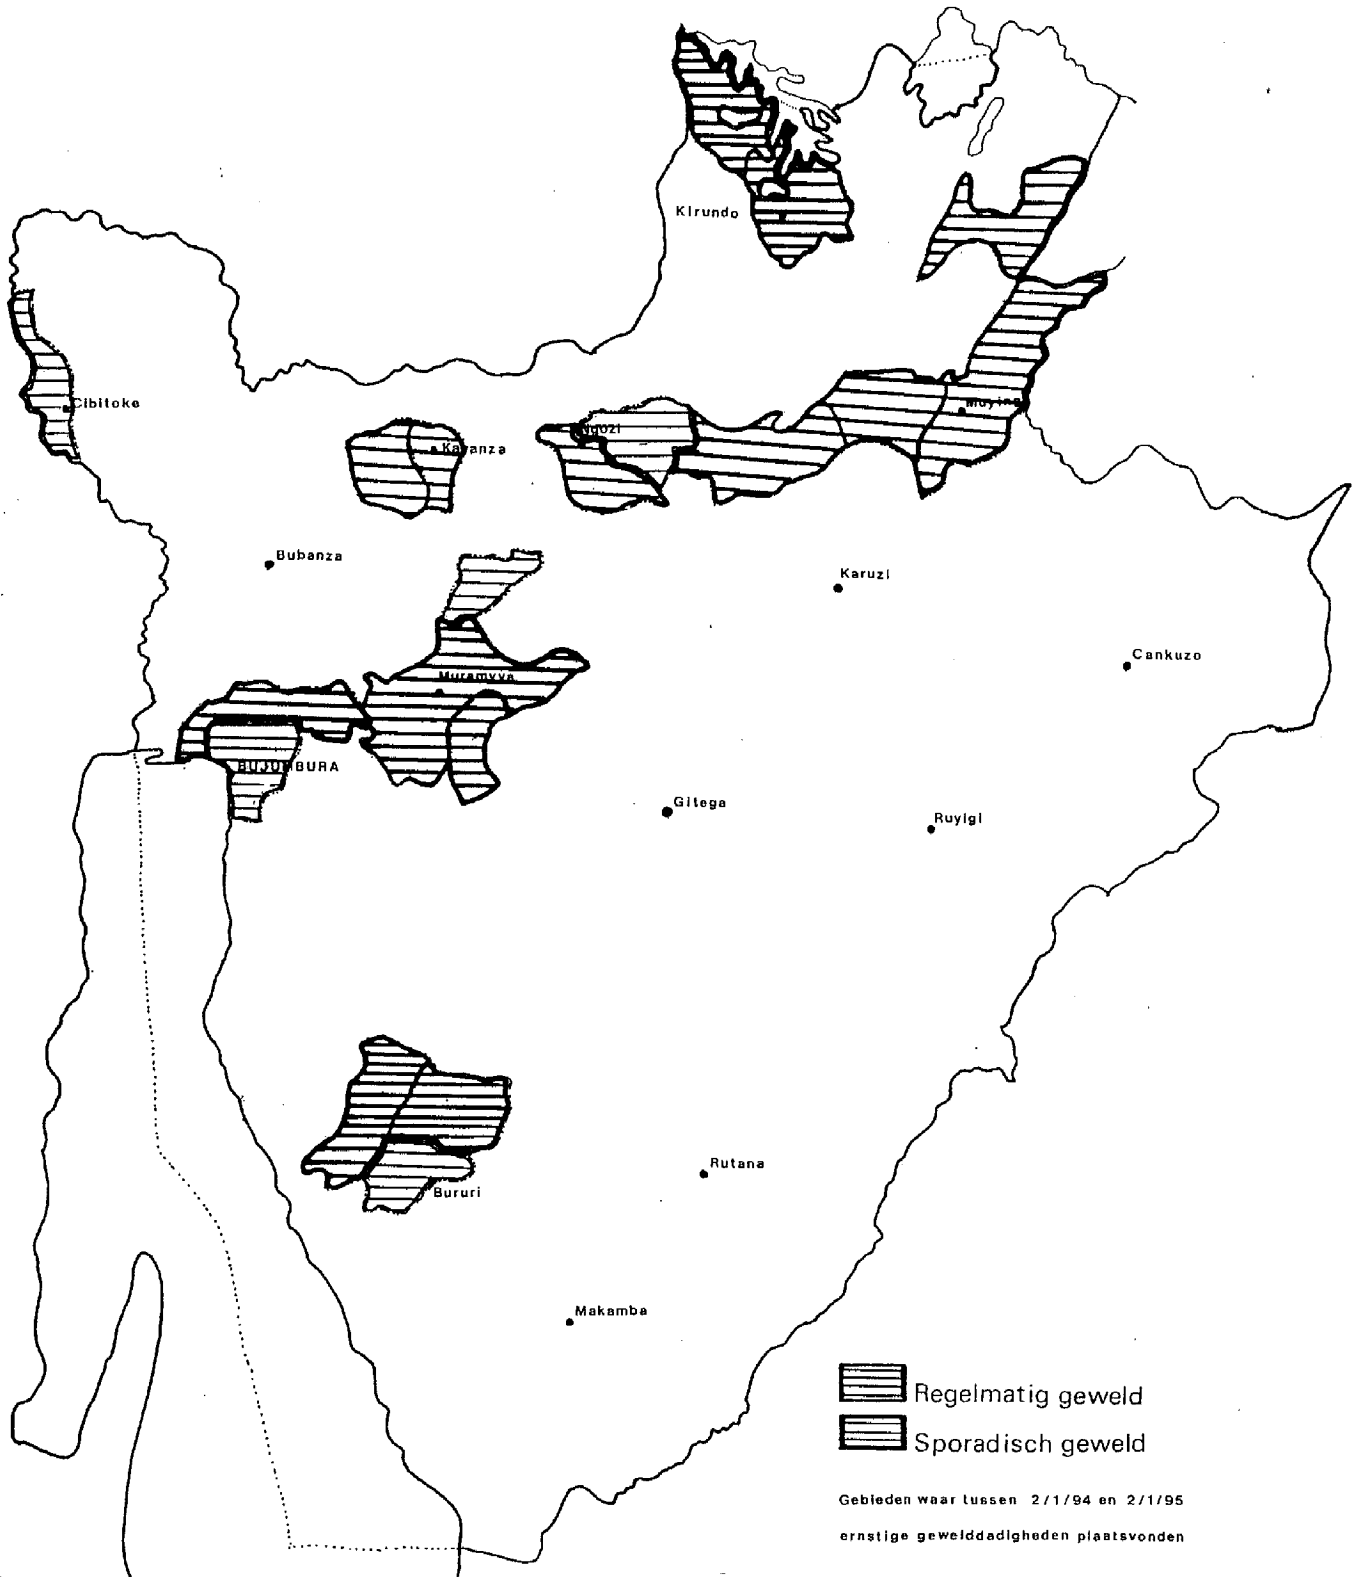 Kirundo
Cibitoke
Ngozi
Kayanza
Bubanza
Karuzi
Cankuzo
Muramvya
BUJUMBURA
Gitega
Ruyigi
Rutana
Bururi
Makamba
Regelmatig geweld
Sporadisch geweld
Gebieden waar tussen 2/1/94 en 2/1/95
ernstige gewelddadigheden plaatsvonden